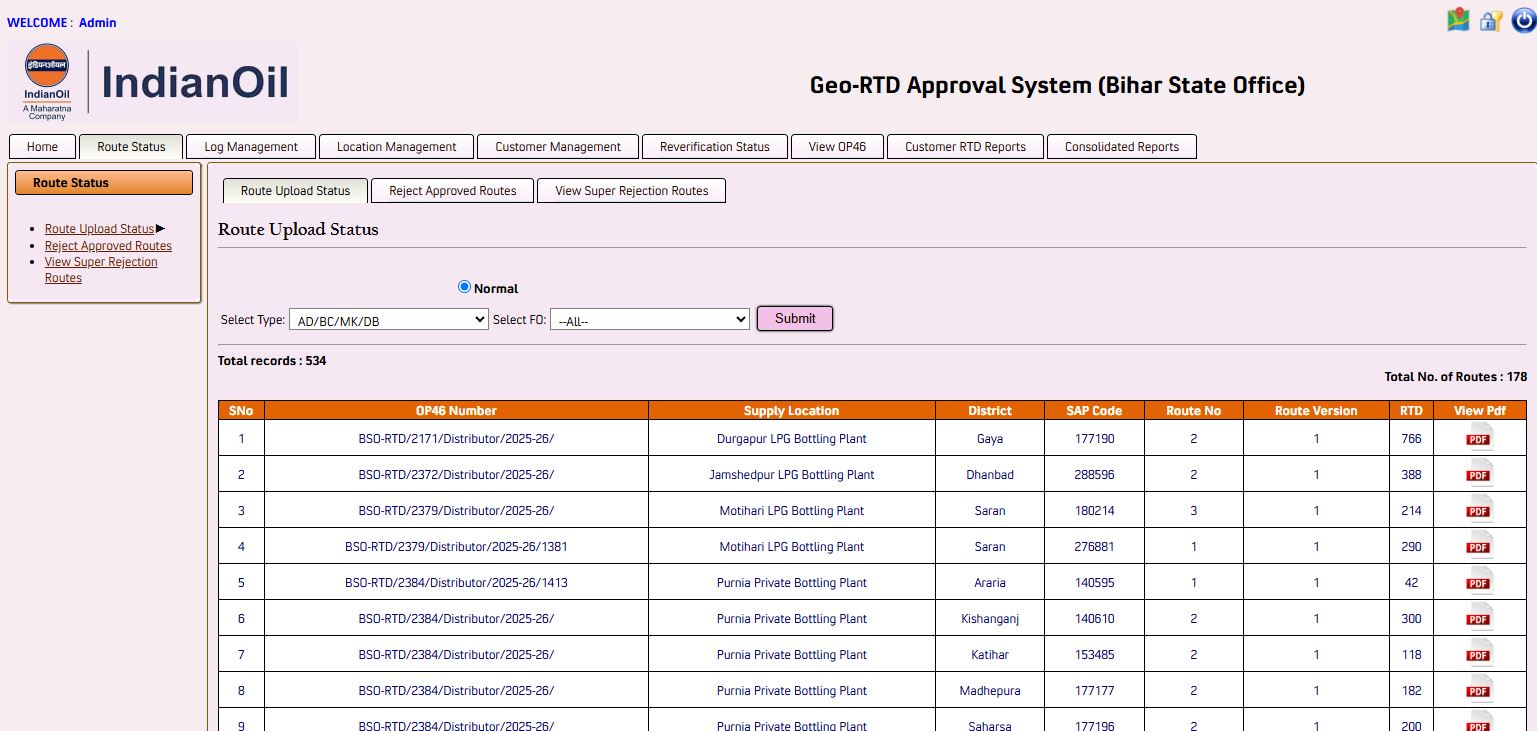 WELCOME : Admin
इंडियनऑयल
IndianOil
A Maharatna
Company
IndianOil
Geo-RTD Approval System (Bihar State Office)
Home Route Status Log Management Location Management Customer Management Reverification Status View OP46 Customer RTD Reports Consolidated Reports
Route Status
Route Upload Status
Reject Approved Routes
View Super Rejection
Routes
Route Upload Status Reject Approved Routes View Super Rejection Routes
Route Upload Status
Normal
Select Type: AD/BC/MK/DB Select FO: --All-- Submit
Total records : 534
Total No. of Routes : 178
SNo OP46 Number Supply Location District SAP Code Route No Route Version RTD View Pdf
1 BSO-RTD/2171/Distributor/2025-26/ Durgapur LPG Bottling Plant Gaya 177190 2 1 766 PDF
2 BSO-RTD/2372/Distributor/2025-26/ Jamshedpur LPG Bottling Plant Dhanbad 288596 2 1 388 PDF
3 BSO-RTD/2379/Distributor/2025-26/ Motihari LPG Bottling Plant Saran 180214 3 1 214 PDF
4 BSO-RTD/2379/Distributor/2025-26/1381 Motihari LPG Bottling Plant Saran 276881 1 1 290 PDF
5 BSO-RTD/2384/Distributor/2025-26/1413 Purnia Private Bottling Plant Araria 140595 1 1 42 PDF
6 BSO-RTD/2384/Distributor/2025-26/ Purnia Private Bottling Plant Kishanganj 140610 2 1 300 PDF
7 BSO-RTD/2384/Distributor/2025-26/ Purnia Private Bottling Plant Katihar 153485 2 1 118 PDF
8 BSO-RTD/2384/Distributor/2025-26/ Purnia Private Bottling Plant Madhepura 177177 2 1 182 PDF
9 BSO-RTD/2384/Distributor/2025-26/ Purnia Private Bottling Plant Saharsa 177196 2 1 200 PDF